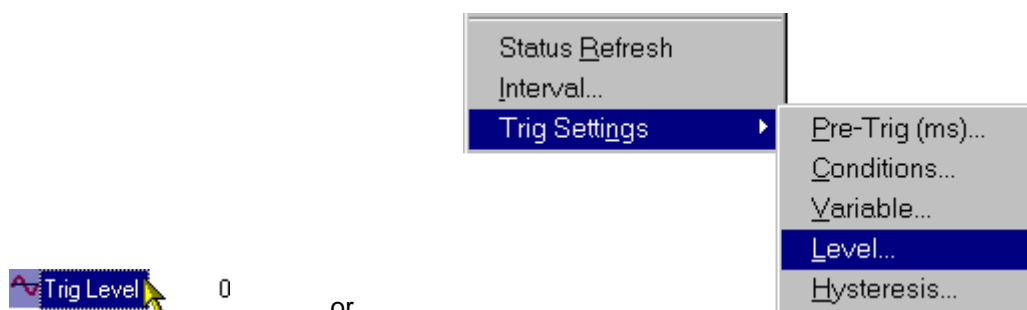 Status Refresh
Interval...
Trig Settings
Pre-Trig (ms)...
Conditions...
Variable...
Level...
Hysteresis...
Trig Level 0
or